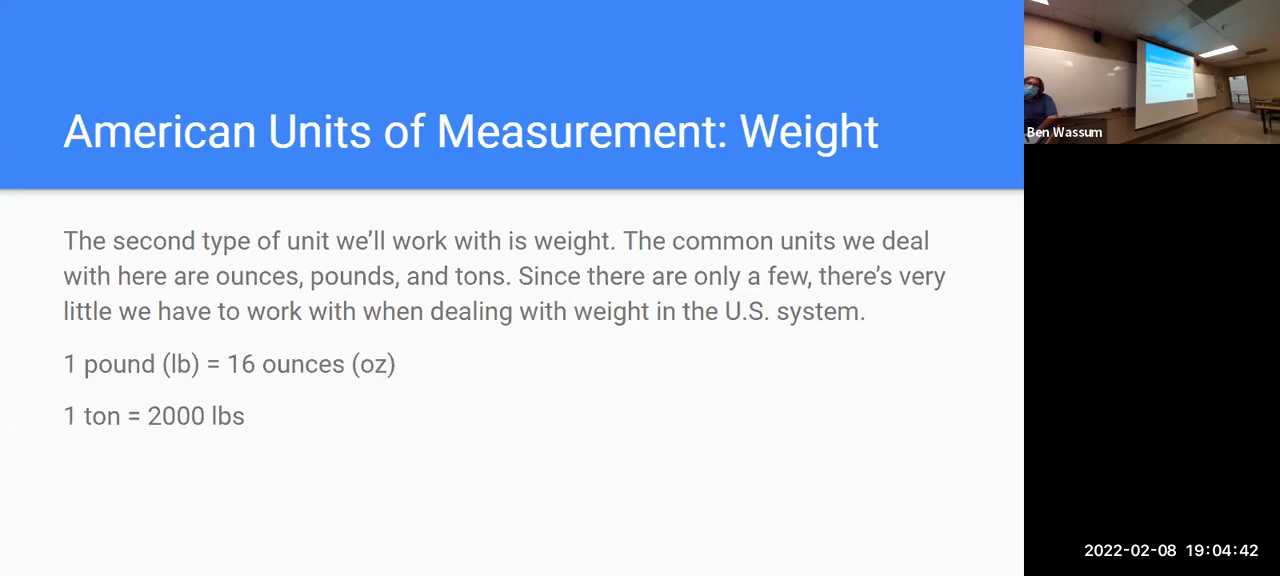 American Units of Measurement: Weight
The second type of unit we’ll work with is weight. The common units we deal
with here are ounces, pounds, and tons. Since there are only a few, there’s very
little we have to work with when dealing with weight in the U.S. system.
1 pound (lb) = 16 ounces (oz)
1 ton = 2000 lbs
Ben Wassum
2022-02-08 19:04:42